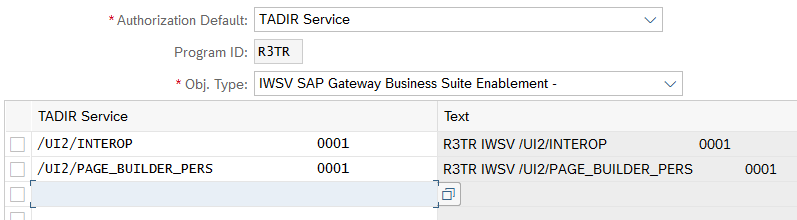 * Authorization Default: TADIR Service
Program ID: R3TR
* Obj. Type: IWSV SAP Gateway Business Suite Enablement -
TADIR Service Text
/UI2/INTEROP 0001 R3TR IWSV /UI2/INTEROP 0001
/UI2/PAGE_BUILDER_PERS 0001 R3TR IWSV /UI2/PAGE_BUILDER_PERS 0001